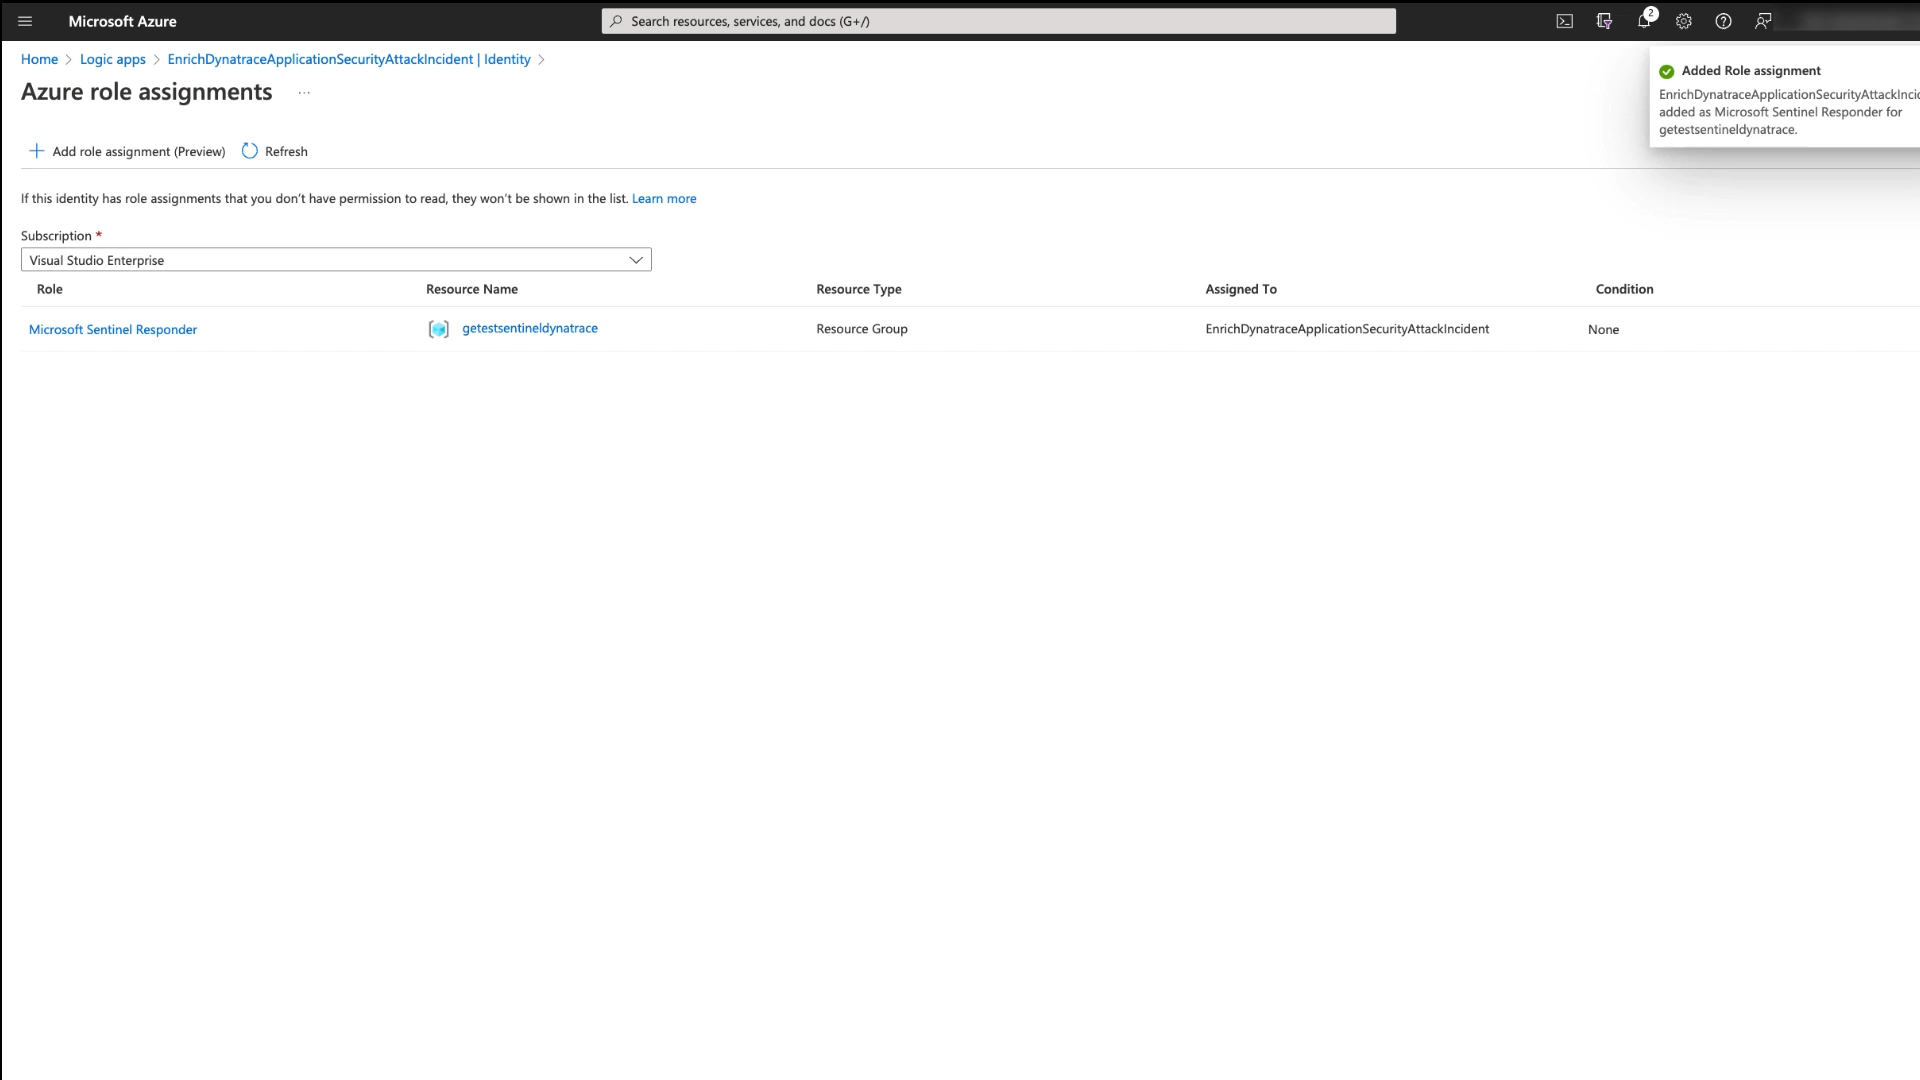 Microsoft Azure
Search resources, services, and docs (G+/)
2
Home > Logic apps > EnrichDynatraceApplicationSecurityAttackIncident | Identity >
Azure role assignments ...
Added Role assignment
EnrichDynatraceApplicationSecurityAttackIncid
added as Microsoft Sentinel Responder for
getestsentineldynatrace.
Add role assignment (Preview) Refresh
If this identity has role assignments that you don't have permission to read, they won't be shown in the list. Learn more
Subscription *
Visual Studio Enterprise
Role Resource Name Resource Type Assigned To Condition
Microsoft Sentinel Responder getestsentineldynatrace Resource Group EnrichDynatraceApplicationSecurityAttackIncident None